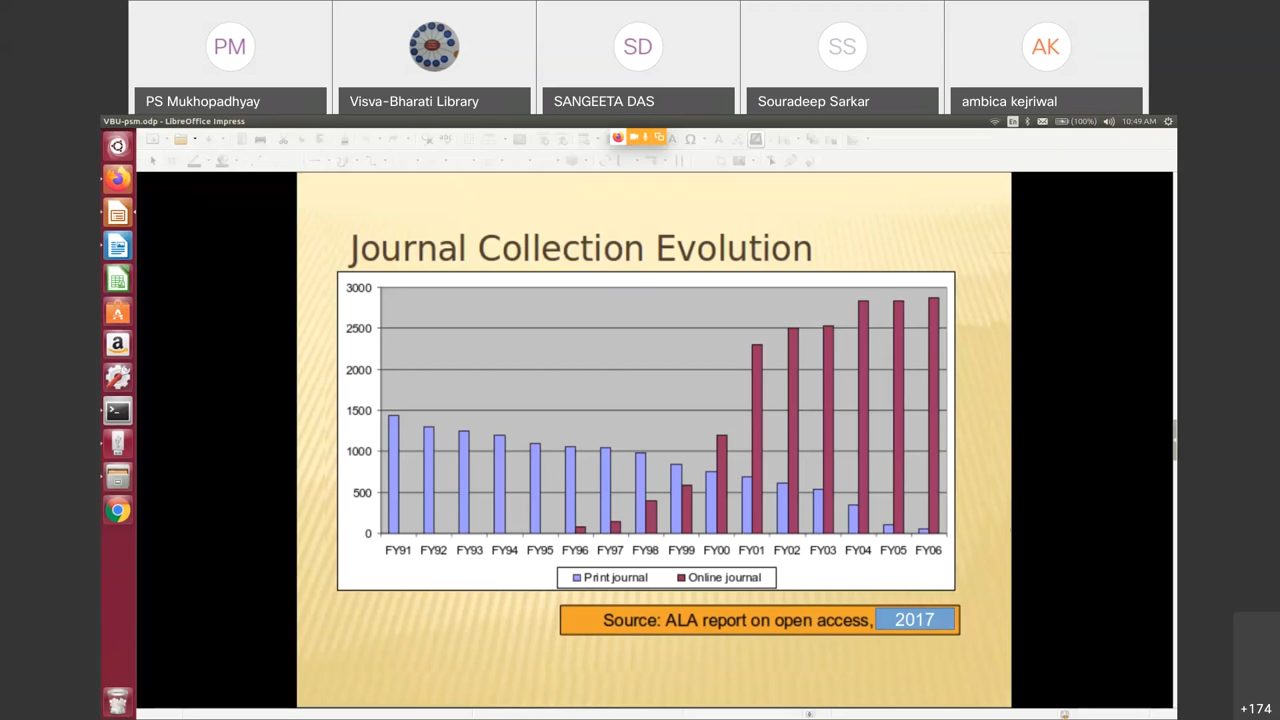 PM
SD
SS
AK
PS Mukhopadhyay
Visva-Bharati Library
SANGEETA DAS
Souradeep Sarkar
ambica kejriwal
VBU-psm.odp - LibreOffice Impress
En
(100%)
10:49 AM
Journal Collection Evolution
3000
2500
2000
1500
1000
500
0
FY91 FY92 FY93 FY94 FY95 FY96 FY97 FY98 FY99 FY00 FY01 FY02 FY03 FY04 FY05 FY06
Print journal Online journal
Source: ALA report on open access, 2017
+174